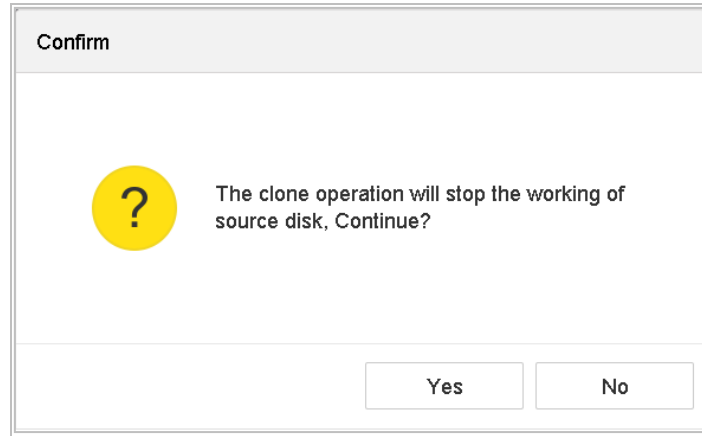 Confirm
?
The clone operation will stop the working of
source disk, Continue?
Yes No